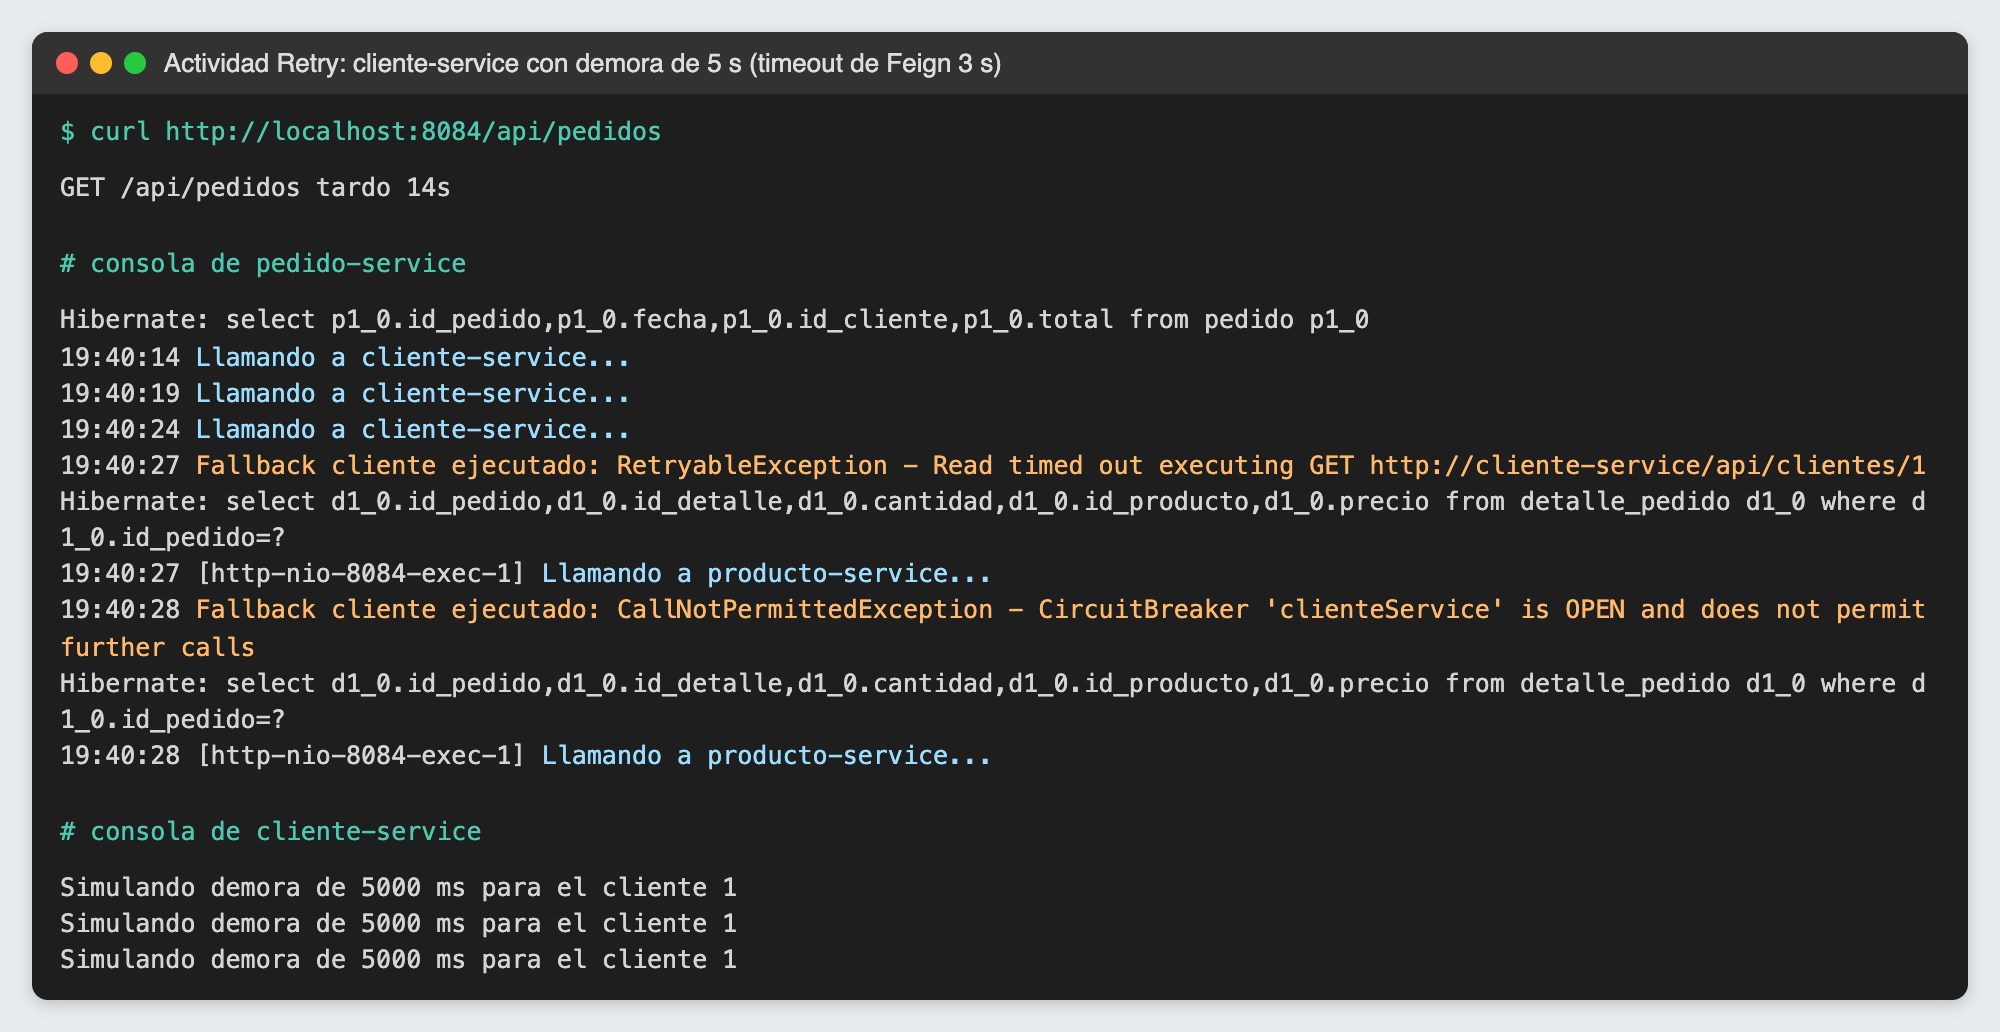 Actividad Retry: cliente-service con demora de 5 s (timeout de Feign 3 s)
$ curl http://localhost:8084/api/pedidos
GET /api/pedidos tardo 14s
# consola de pedido-service
Hibernate: select p1_0.id_pedido,p1_0.fecha,p1_0.id_cliente,p1_0.total from pedido p1_0
19:40:14 Llamando a cliente-service...
19:40:19 Llamando a cliente-service...
19:40:24 Llamando a cliente-service...
19:40:27 Fallback cliente ejecutado: RetryableException - Read timed out executing GET http://cliente-service/api/clientes/1
Hibernate: select d1_0.id_pedido,d1_0.id_detalle,d1_0.cantidad,d1_0.id_producto,d1_0.precio from detalle_pedido d1_0 where d
1_0.id_pedido=?
19:40:27 [http-nio-8084-exec-1] Llamando a producto-service...
19:40:28 Fallback cliente ejecutado: CallNotPermittedException - CircuitBreaker 'clienteService' is OPEN and does not permit
further calls
Hibernate: select d1_0.id_pedido,d1_0.id_detalle,d1_0.cantidad,d1_0.id_producto,d1_0.precio from detalle_pedido d1_0 where d
1_0.id_pedido=?
19:40:28 [http-nio-8084-exec-1] Llamando a producto-service...
# consola de cliente-service
Simulando demora de 5000 ms para el cliente 1
Simulando demora de 5000 ms para el cliente 1
Simulando demora de 5000 ms para el cliente 1